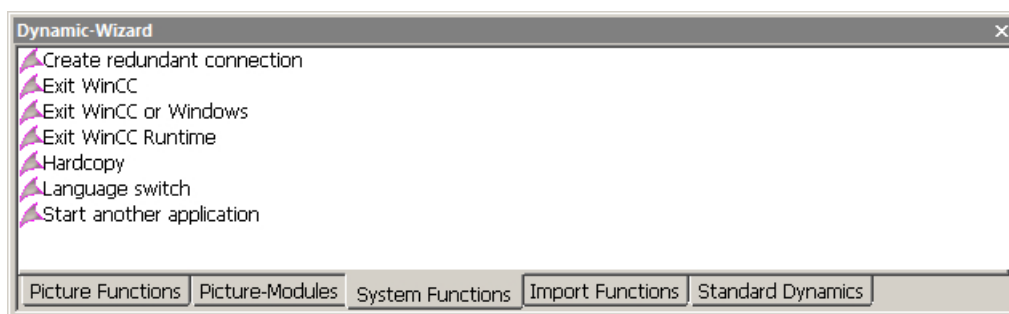 Dynamic-Wizard
Create redundant connection
Exit WinCC
Exit WinCC or Windows
Exit WinCC Runtime
Hardcopy
Language switch
Start another application
Picture Functions Picture-Modules System Functions Import Functions Standard Dynamics